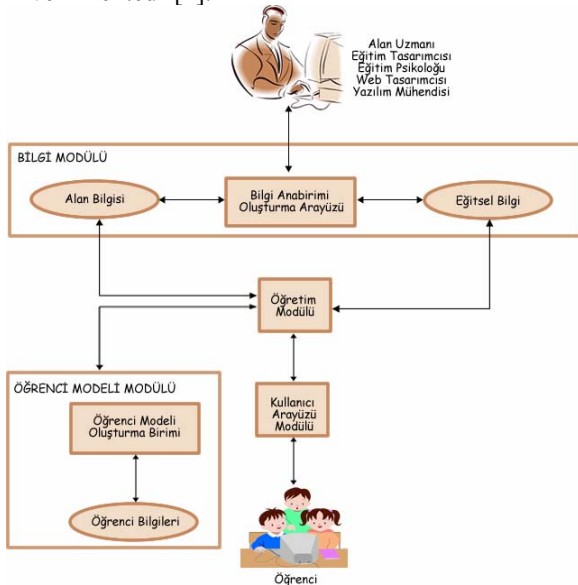 Alan Uzmanı
Eğitim Tasarımcısı
Eğitim Psikoloğu
Web Tasarımcısı
Yazılım Mühendisi
BİLGİ MODÜLÜ
Alan Bilgisi
Bilgi Anabirimi
Oluşturma Arayüzü
Eğitsel Bilgi
Öğretim
Modülü
ÖĞRENCİ MODELİ MODÜLÜ
Öğrenci Modeli
Oluşturma Birimi
Öğrenci Bilgileri
Kullanıcı
Arayüzü
Modülü
Öğrenci